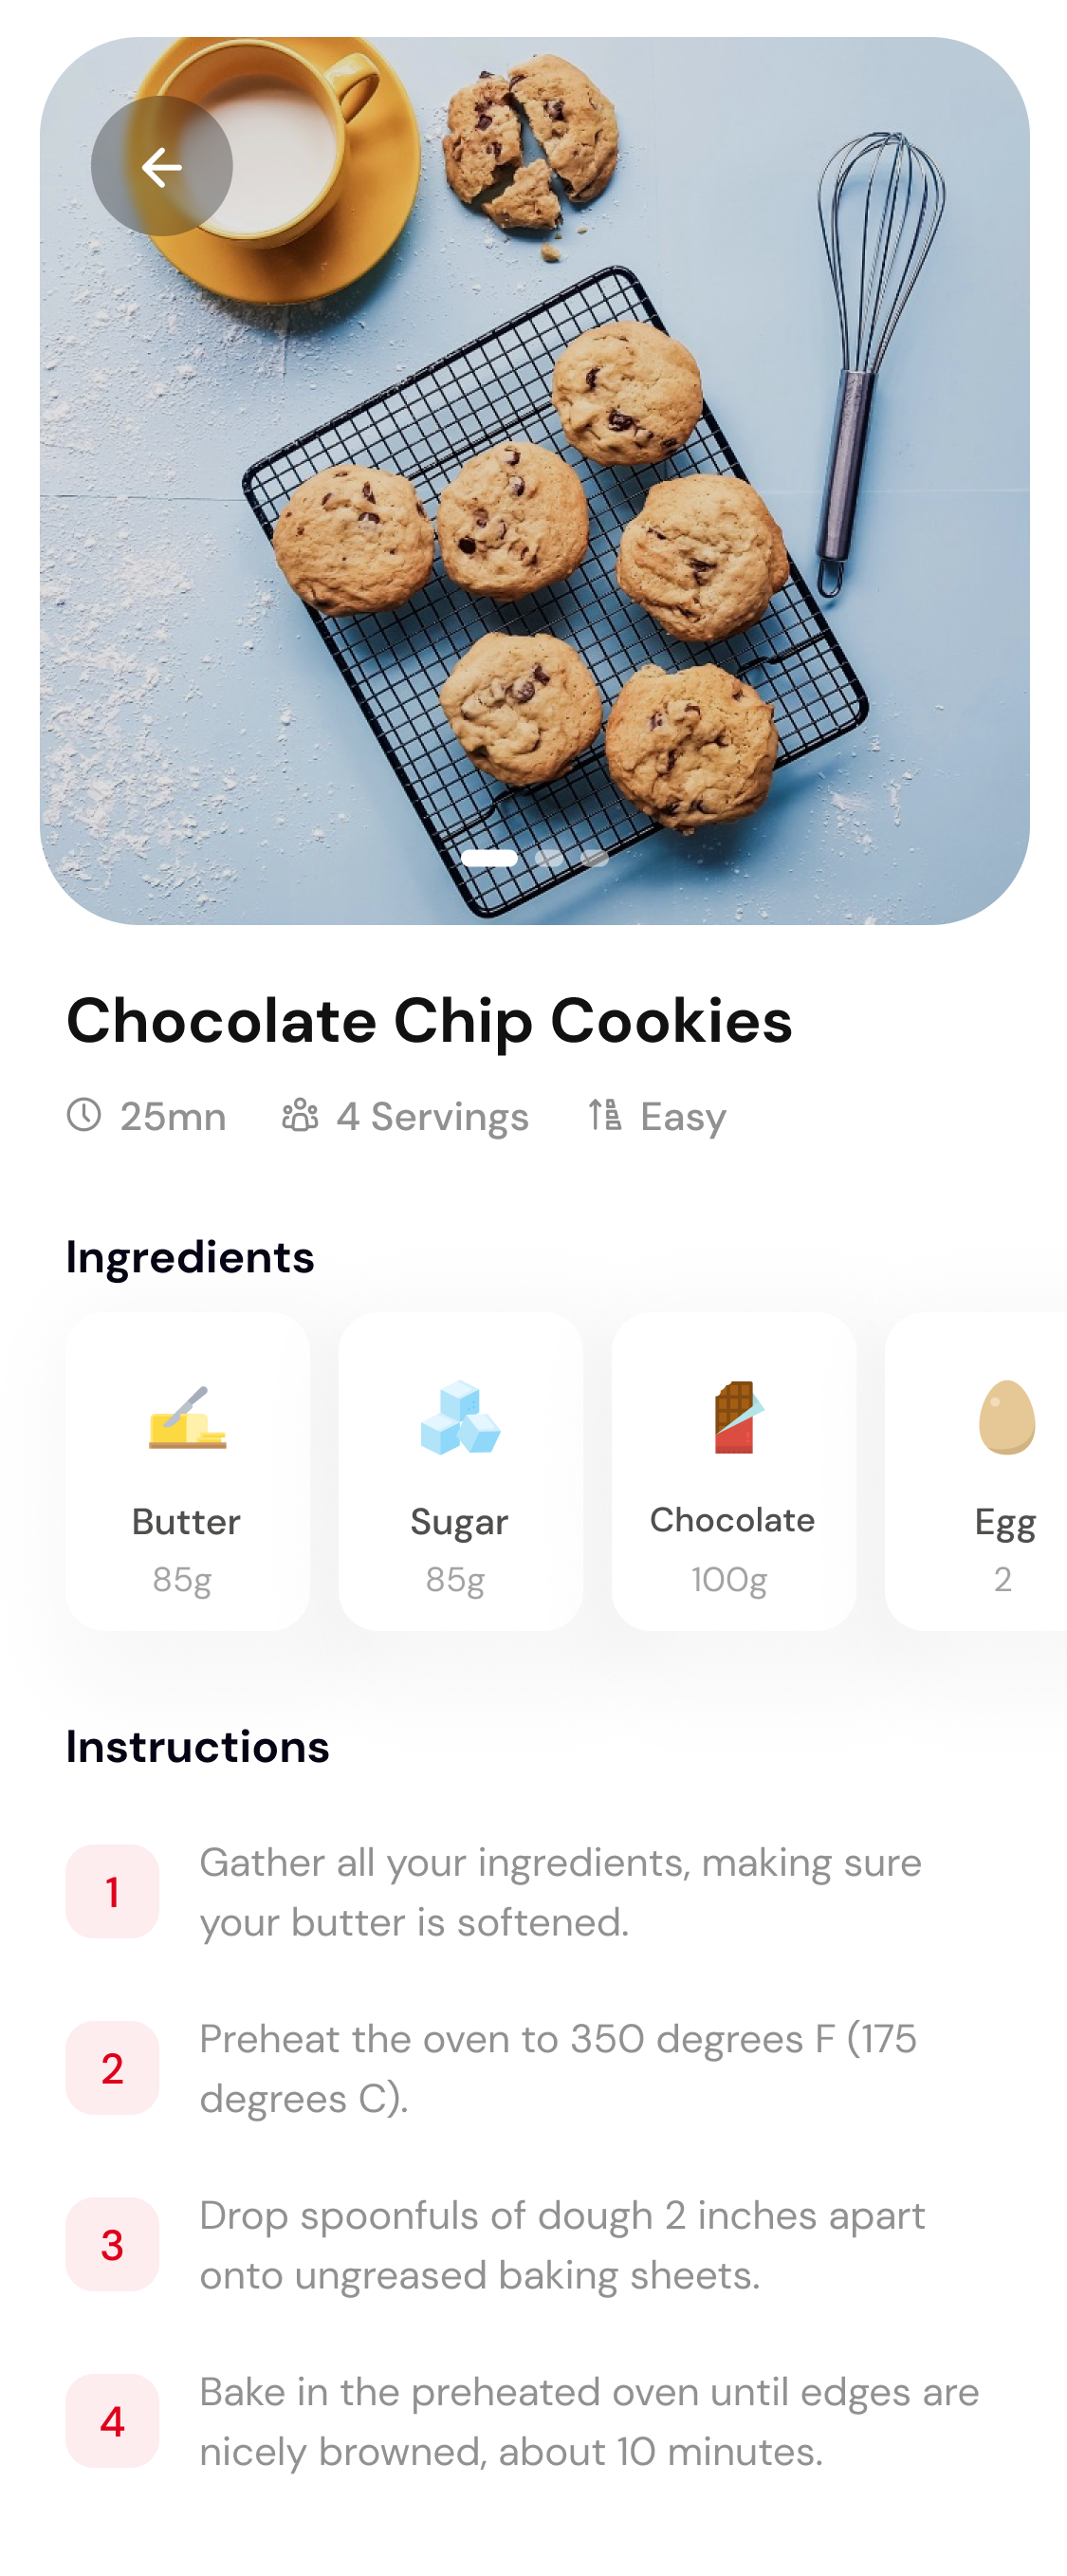 Chocolate Chip Cookies
25mn 4 Servings Easy
Ingredients
Butter Sugar Chocolate Egg
85g 85g 100g 2
Instructions
1 Gather all your ingredients, making sure
your butter is softened.
2 Preheat the oven to 350 degrees F (175
degrees C).
3 Drop spoonfuls of dough 2 inches apart
onto ungreased baking sheets.
4 Bake in the preheated oven until edges are
nicely browned, about 10 minutes.